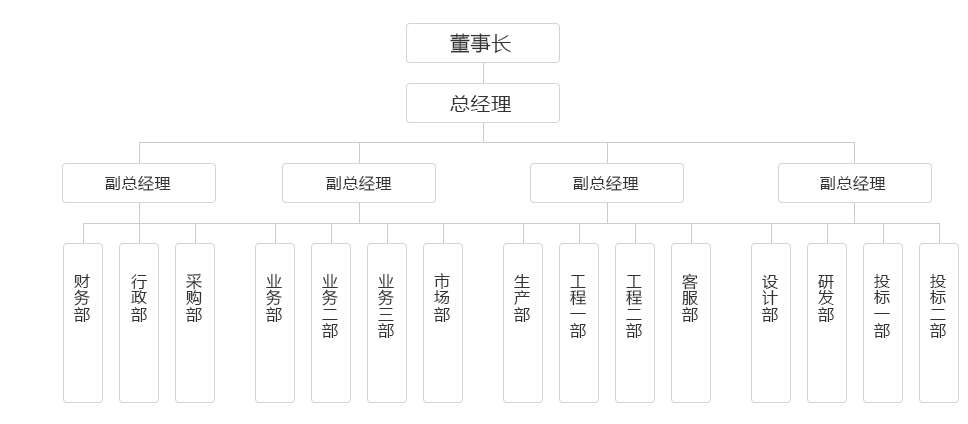 董事长
总经理
副总经理
副总经理
副总经理
副总经理
财务部
行政部
采购部
业务部
业务二部
业务三部
市场部
生产部
工程一部
工程二部
客服部
设计部
研发部
投标一部
投标二部